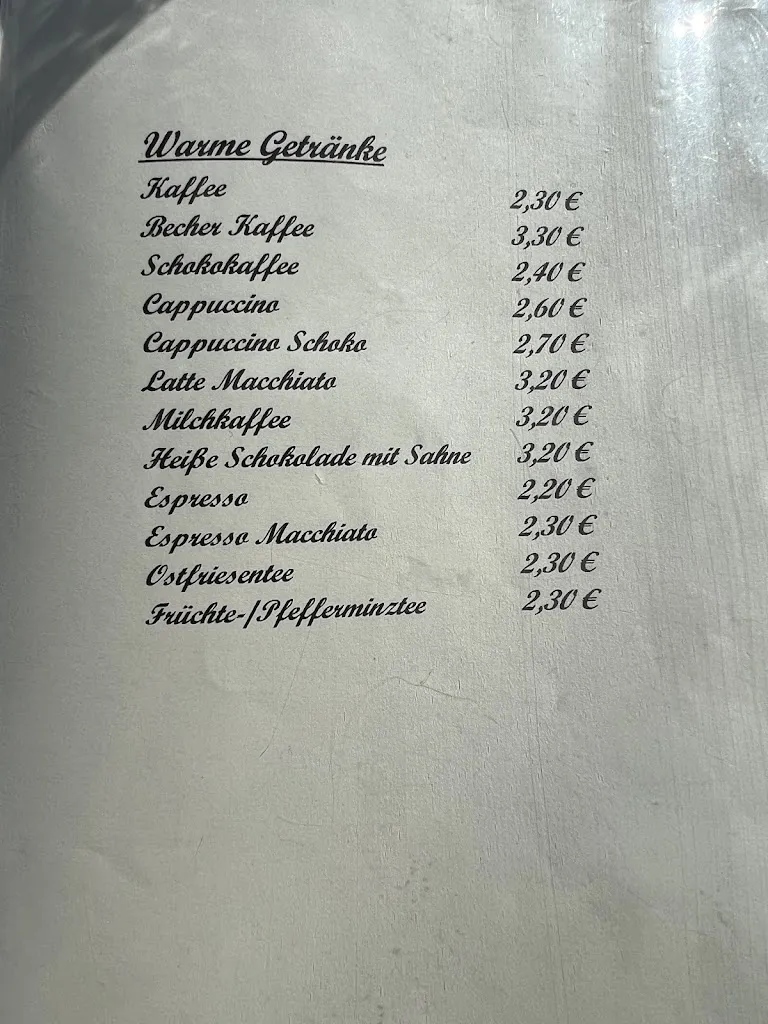 Warme Getränke
Kaffee 2,30 €
Becher Kaffee 3,30 €
Schokokaffee 2,40 €
Cappuccino 2,60 €
Cappuccino Schoko 2,70 €
Latte Macchiato 3,20 €
Milchkaffee 3,20 €
Heiße Schokolade mit Sahne 3,20 €
Espresso 2,20 €
Espresso Macchiato 2,30 €
Ostfriesentee 2,30 €
Früchte-/Pfefferminztee 2,30 €